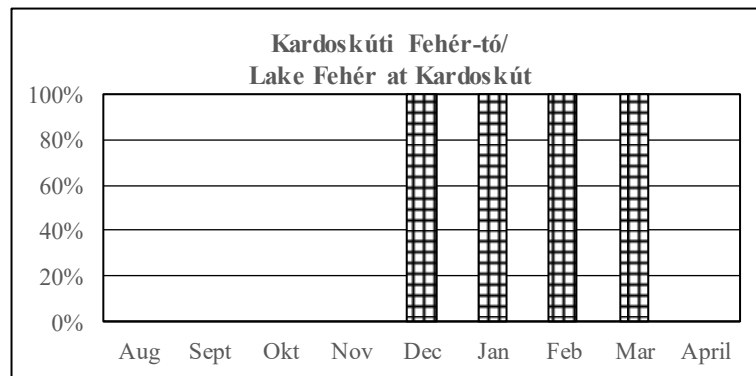 Kardoskúti Fehér-tó/
Lake Fehér at Kardoskút
100%
80%
60%
40%
20%
0%
Aug Sept Okt Nov Dec Jan Feb Mar April